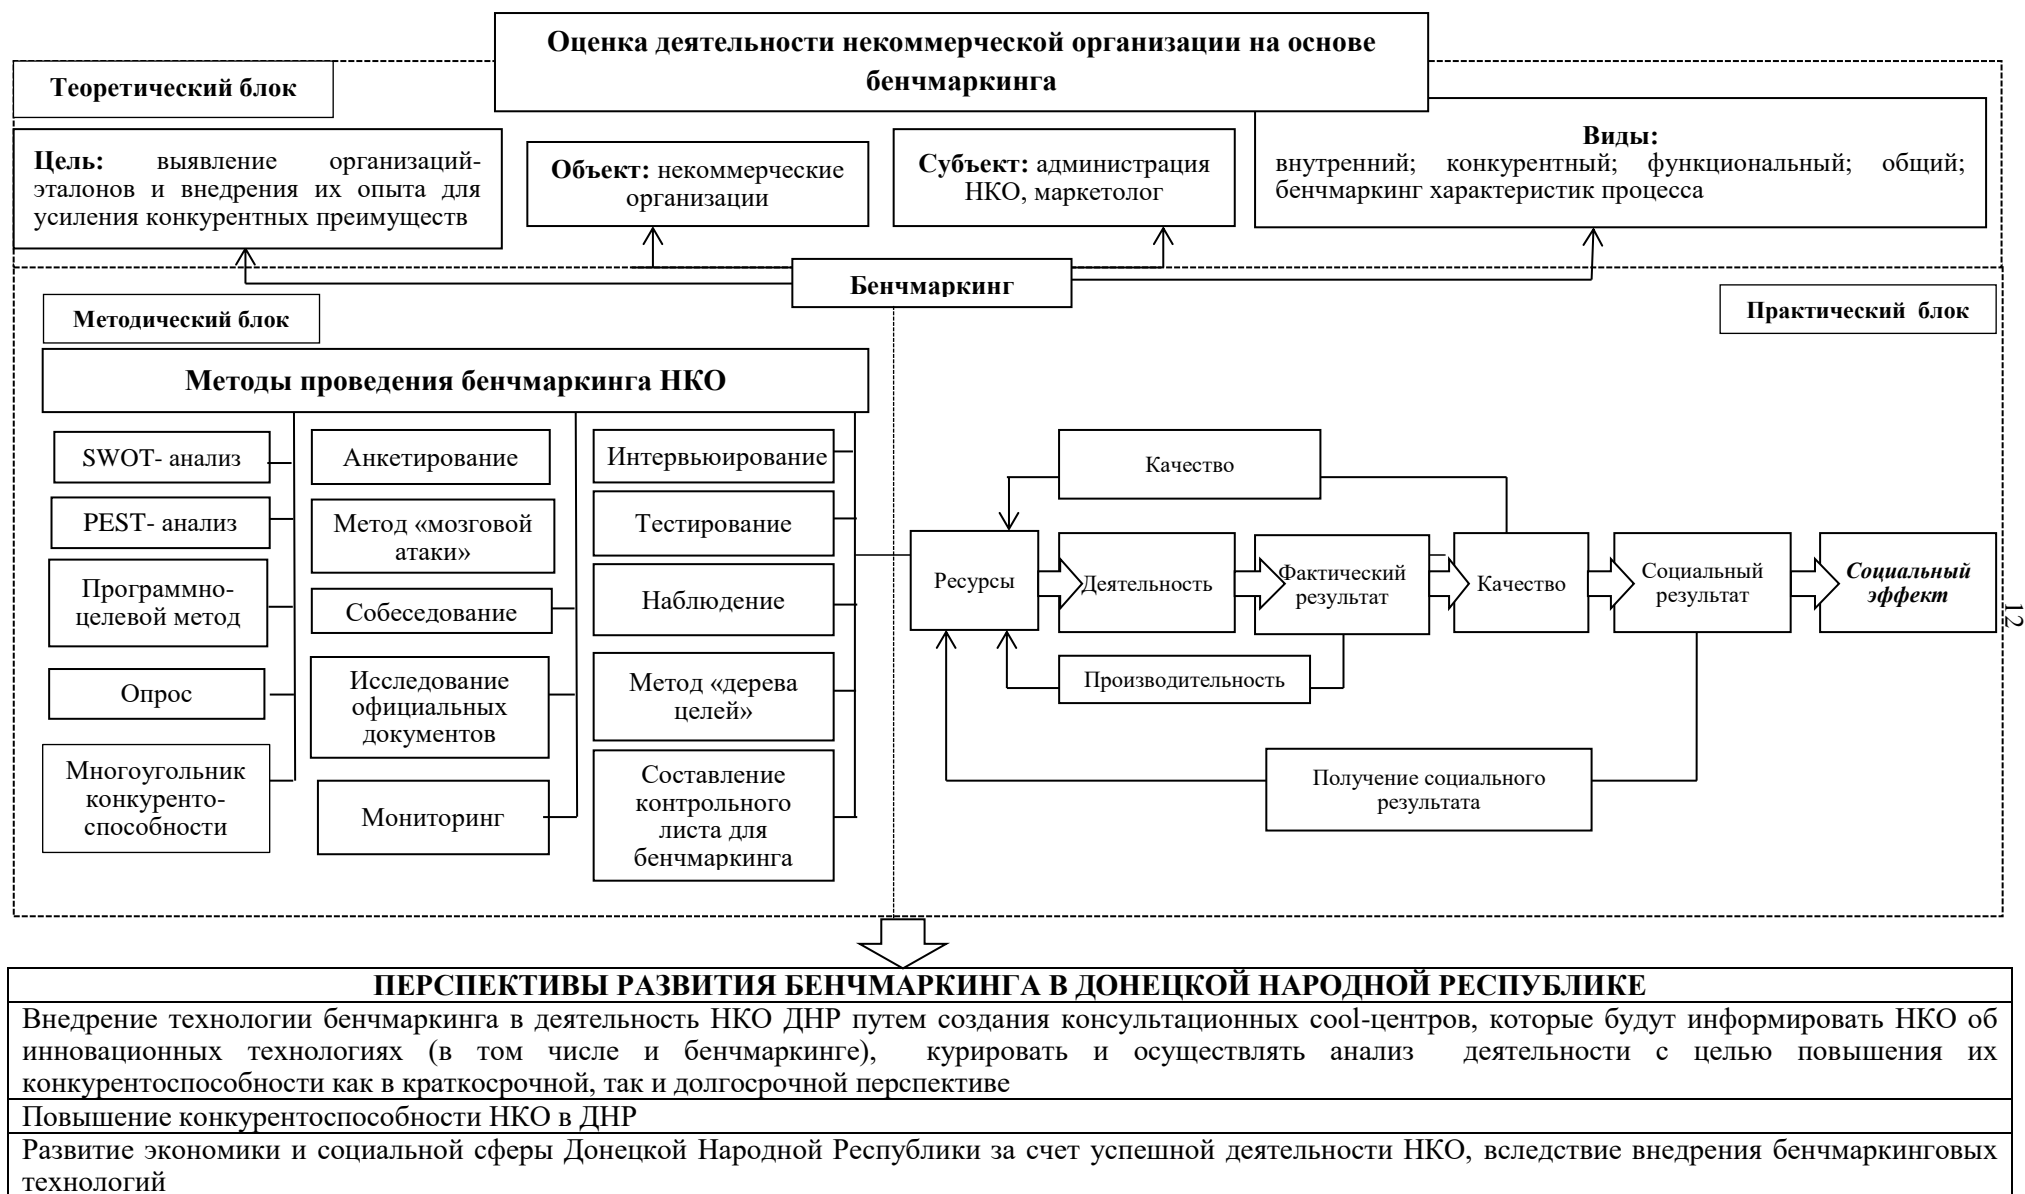 Оценка деятельности некоммерческой организации на основе
бенчмаркинга
Теоретический блок
Цель: выявление организаций-
эталонов и внедрения их опыта для
усиления конкурентных преимуществ
Объект: некоммерческие
организации
Субъект: администрация
НКО, маркетолог
Виды:
внутренний; конкурентный; функциональный; общий;
бенчмаркинг характеристик процесса
Бенчмаркинг
Методический блок
Практический блок
Методы проведения бенчмаркинга НКО
SWOT- анализ
PEST- анализ
Программно-
целевой метод
Опрос
Многоугольник
конкуренто-
способности
Анкетирование
Метод «мозговой
атаки»
Собеседование
Исследование
официальных
документов
Мониторинг
Интервьюирование
Тестирование
Наблюдение
Метод «дерева
целей»
Составление
контрольного
листа для
бенчмаркинга
Качество
Ресурсы
Деятельность
Фактический
результат
Качество
Социальный
результат
Социальный
эффект
Производительность
Получение социального
результата
12
ПЕРСПЕКТИВЫ РАЗВИТИЯ БЕНЧМАРКИНГА В ДОНЕЦКОЙ НАРОДНОЙ РЕСПУБЛИКЕ
Внедрение технологии бенчмаркинга в деятельность НКО ДНР путем создания консультационных cool-центров, которые будут информировать НКО об
инновационных технологиях (в том числе и бенчмаркинге), курировать и осуществлять анализ деятельности с целью повышения их
конкурентоспособности как в краткосрочной, так и долгосрочной перспективе
Повышение конкурентоспособности НКО в ДНР
Развитие экономики и социальной сферы Донецкой Народной Республики за счет успешной деятельности НКО, вследствие внедрения бенчмаркинговых
технологий